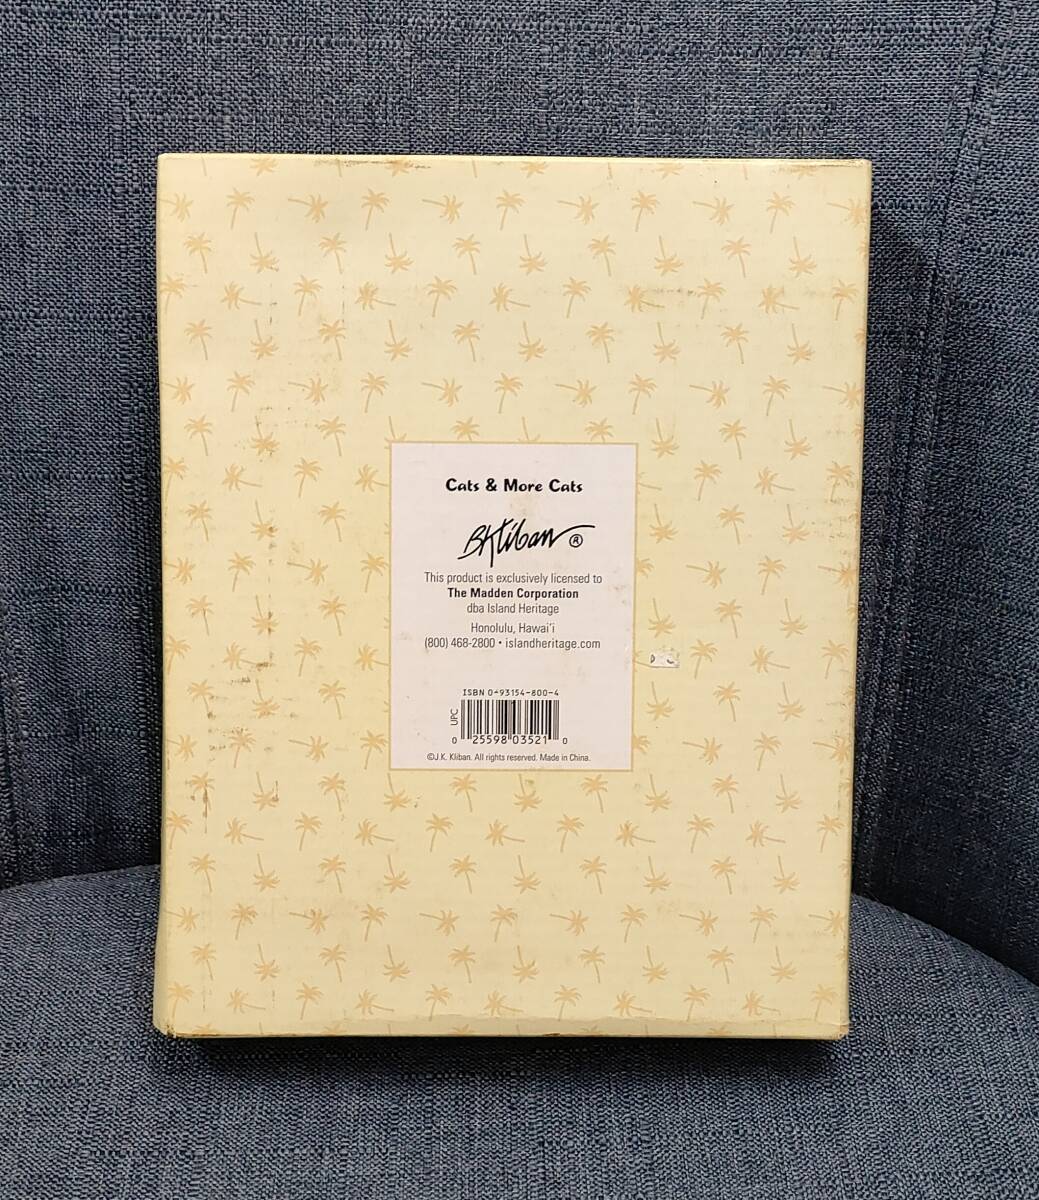 Cats & More Cats
BKliban ®
This product is exclusively licensed to
The Madden Corporation
dba Island Heritage
Honolulu, Hawai'i
(800) 468-2800 • islandheritage.com
ISBN 0-93154-800-4
UPC
0 25598 03521 0
©J.K. Kliban. All rights reserved. Made in China.